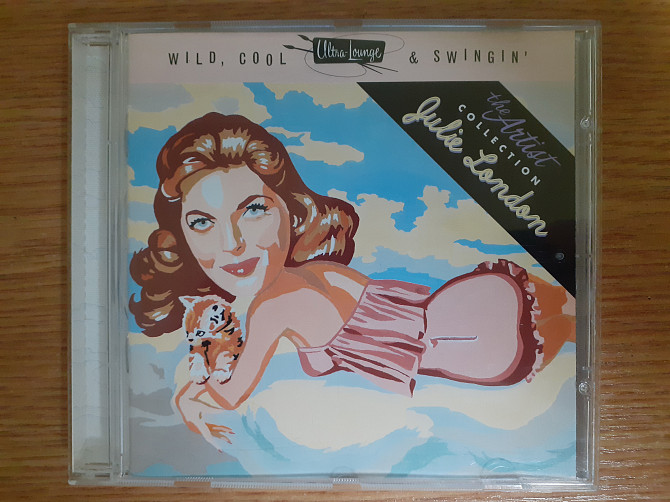 WILD, COOL Ultra-Lounge & SWINGIN'
the Artist
COLLECTION
Julie London